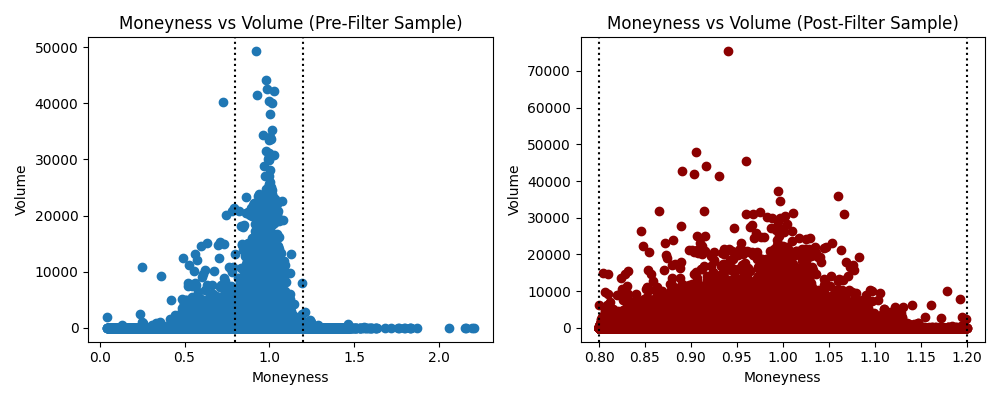 Moneyness vs Volume (Pre-Filter Sample)
50000
40000
30000
20000
10000
0
Volume
0.0 0.5 1.0 1.5 2.0
Moneyness
Moneyness vs Volume (Post-Filter Sample)
70000
60000
50000
40000
30000
20000
10000
0
Volume
0.80 0.85 0.90 0.95 1.00 1.05 1.10 1.15 1.20
Moneyness